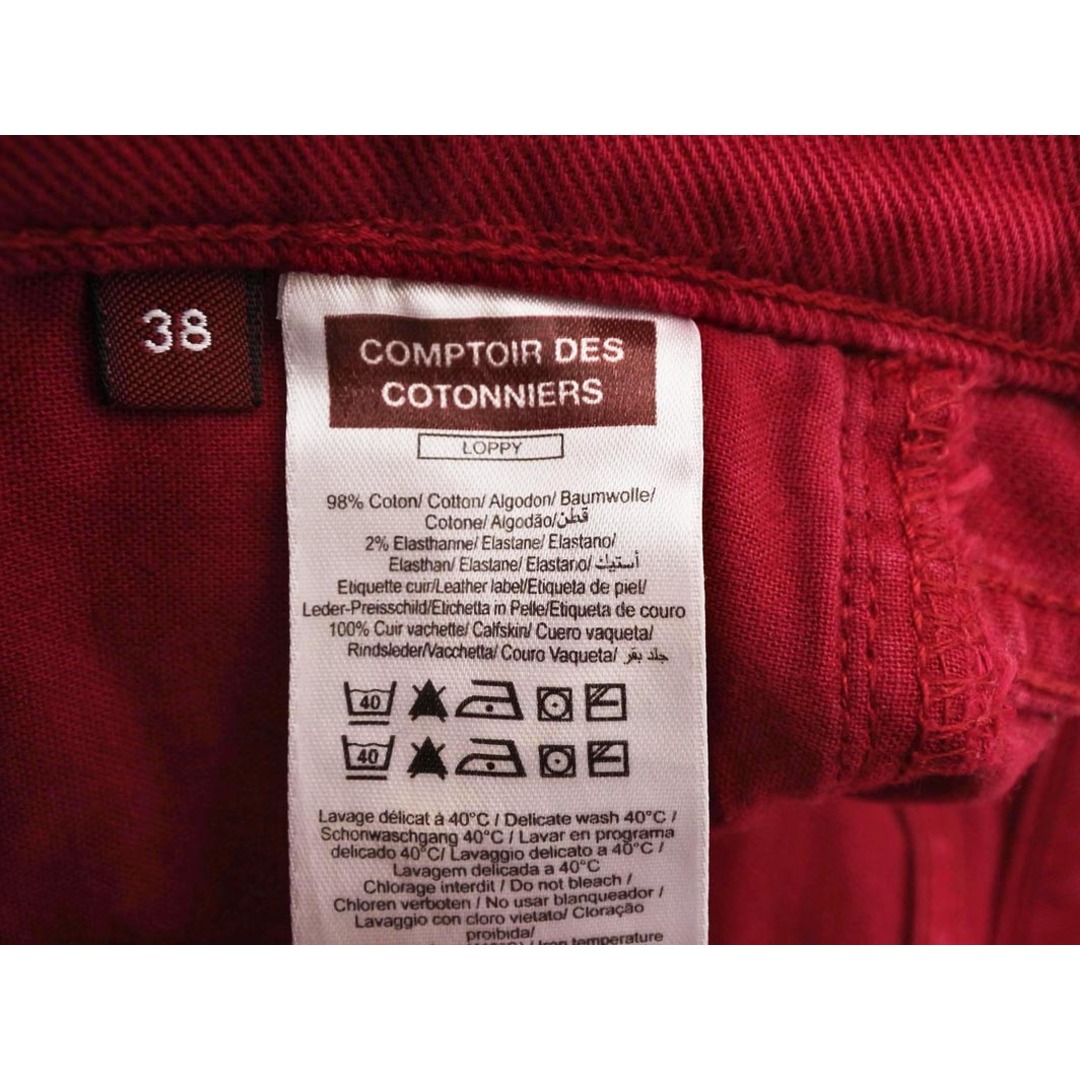 38
COMPTOIR DES
COTONNIERS
LOPPY
98% Coton/ Cotton/ Algodon/ Baumwolle/
Cotone/ Algodão/قطن
2% Elasthanne/ Elastane/ Elastano/
Elasthan/ Elastane/ Elastano/ أستيك
Etiquette cuir/Leather label/Etiqueta de piel/
Leder-Preisschild/Etichetta in Pelle/Etiqueta de couro
100% Cuir vachette/ Calfskin/ Cuero vaqueta/
Rindsleder/Vacchetta/ Couro Vaqueta/ جلد بقر
40
40
Lavage délicat à 40°C / Delicate wash 40°C /
Schonwaschgang 40°C / Lavar en programa
delicado 40°C/ Lavaggio delicato a 40°C /
Lavagem delicada a 40°C
Chlorage interdit / Do not bleach /
Chloren verboten / No usar blanqueador /
Lavaggio con cloro vietato/ Cloração
proibida/
Iron temperature